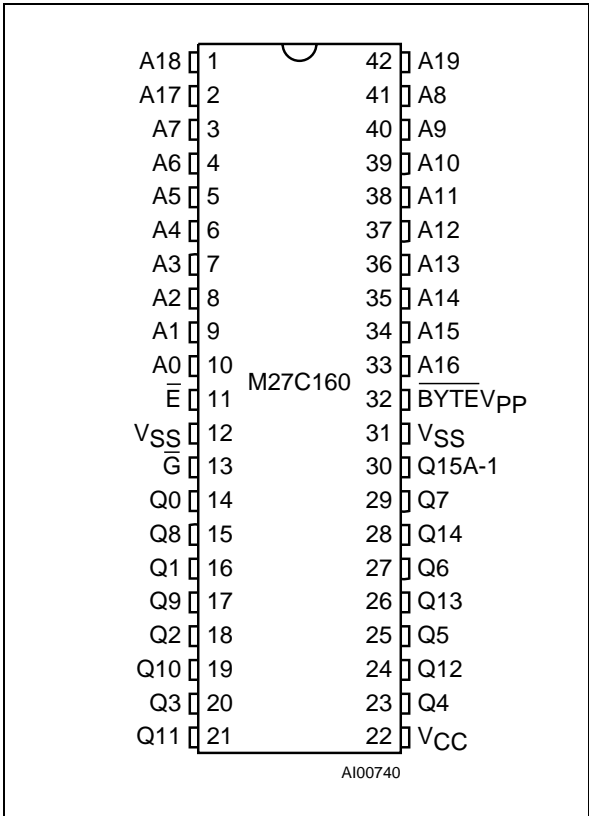 A18 1 42 A19
A17 2 41 A8
A7 3 40 A9
A6 4 39 A10
A5 5 38 A11
A4 6 37 A12
A3 7 36 A13
A2 8 35 A14
A1 9 34 A15
A0 10 33 A16
M27C160
E̅ 11 32 B̅Y̅T̅E̅VPP
VSS 12 31 VSS
G̅ 13 30 Q15A-1
Q0 14 29 Q7
Q8 15 28 Q14
Q1 16 27 Q6
Q9 17 26 Q13
Q2 18 25 Q5
Q10 19 24 Q12
Q3 20 23 Q4
Q11 21 22 VCC
AI00740